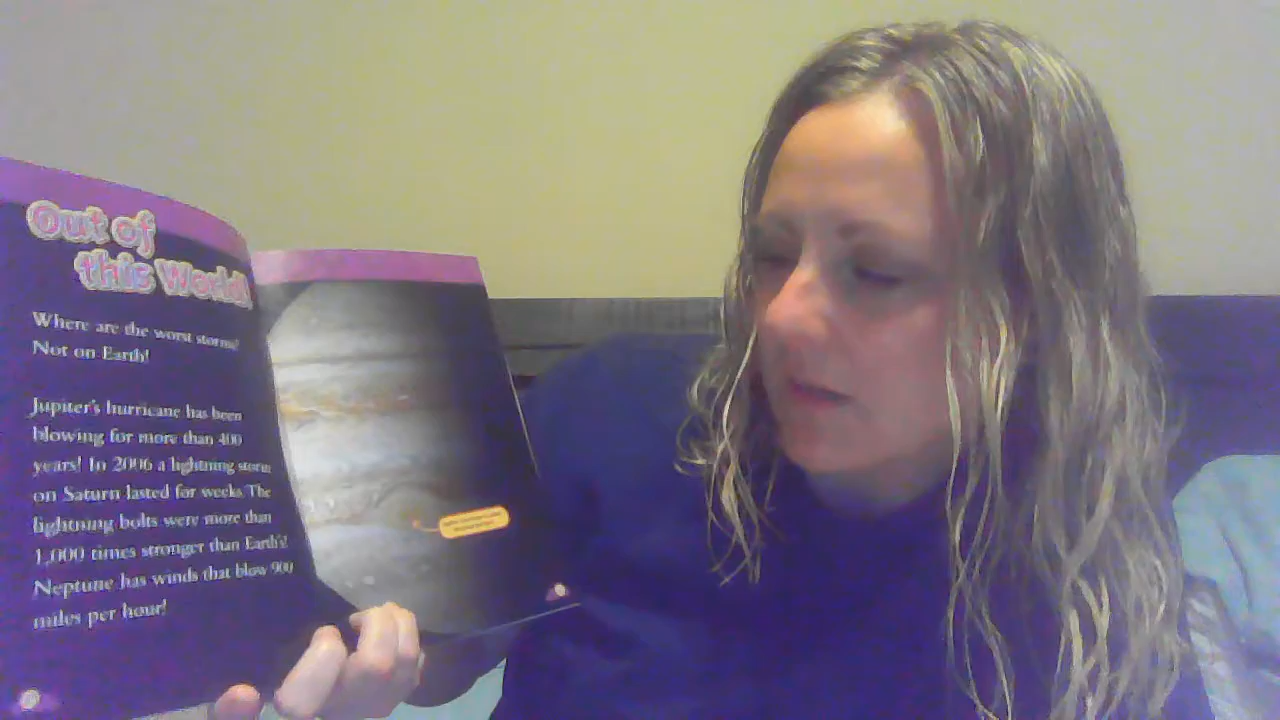 Out of
this World!
Where are the worst storms?
Not on Earth!
Jupiter's hurricane has been
blowing for more than 400
years! In 2006 a lightning storm
on Saturn lasted for weeks. The
lightning bolts were more than
1,000 times stronger than Earth's!
Neptune has winds that blow 900
miles per hour!